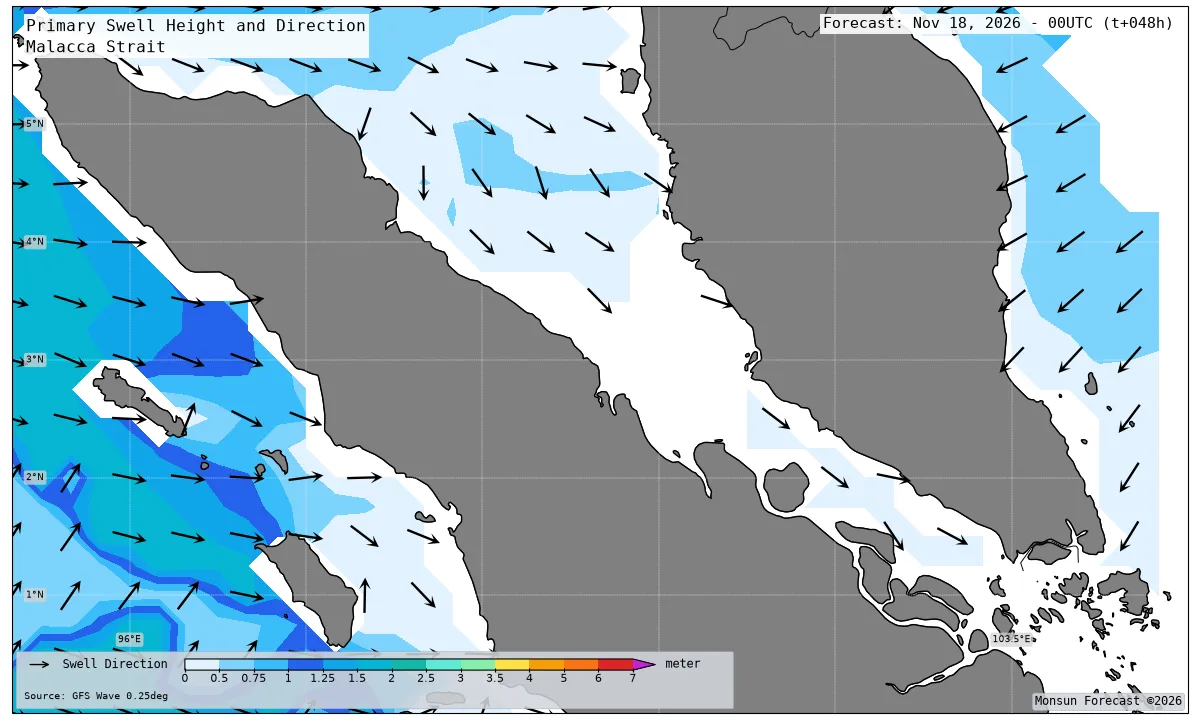 Primary Swell Height and Direction
Malacca Strait
Forecast: Nov 18, 2026 - 00UTC (t+048h)
5°N
4°N
3°N
2°N
1°N
96°E
103.5°E
Swell Direction
0 0.5 0.75 1 1.25 1.5 2 2.5 3 3.5 4 5 6 7
meter
Source: GFS Wave 0.25deg
Monsun Forecast ©2026